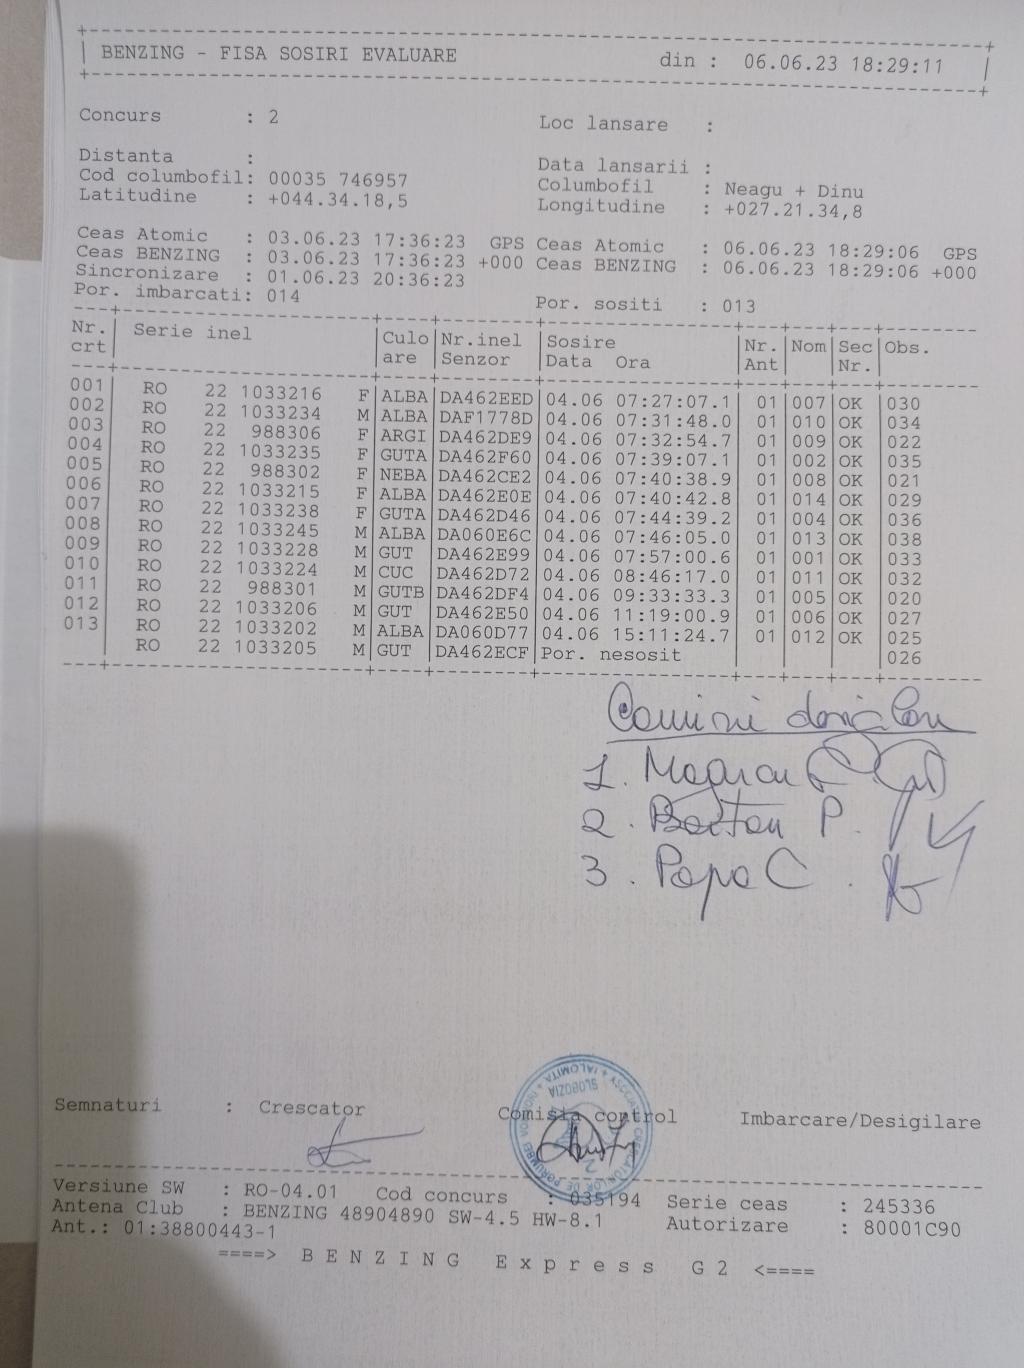 BENZING - FISA SOSIRI EVALUARE din : 06.06.23 18:29:11
Concurs : 2 Loc lansare :
Distanta : Data lansarii :
Cod columbofil: 00035 746957 Columbofil : Neagu + Dinu
Latitudine : +044.34.18,5 Longitudine : +027.21.34,8
Ceas Atomic : 03.06.23 17:36:23 GPS Ceas Atomic : 06.06.23 18:29:06 GPS
Ceas BENZING : 03.06.23 17:36:23 +000 Ceas BENZING : 06.06.23 18:29:06 +000
Sincronizare : 01.06.23 20:36:23
Por. imbarcati: 014 Por. sositi : 013
Nr. Serie inel Culo Nr.inel Sosire Nr. Nom Sec Obs.
crt are Senzor Data Ora Ant Nr.
001 RO 22 1033216 F ALBA DA462EED 04.06 07:27:07.1 01 007 OK 030
002 RO 22 1033234 M ALBA DAF1778D 04.06 07:31:48.0 01 010 OK 034
003 RO 22 988306 F ARGI DA462DE9 04.06 07:32:54.7 01 009 OK 022
004 RO 22 1033235 F GUTA DA462F60 04.06 07:39:07.1 01 002 OK 035
005 RO 22 988302 F NEBA DA462CE2 04.06 07:40:38.9 01 008 OK 021
006 RO 22 1033215 F ALBA DA462E0E 04.06 07:40:42.8 01 014 OK 029
007 RO 22 1033238 F GUTA DA462D46 04.06 07:44:39.2 01 004 OK 036
008 RO 22 1033245 M ALBA DA060E6C 04.06 07:46:05.0 01 013 OK 038
009 RO 22 1033228 M GUT DA462E99 04.06 07:57:00.6 01 001 OK 033
010 RO 22 1033224 M CUC DA462D72 04.06 08:46:17.0 01 011 OK 032
011 RO 22 988301 M GUTB DA462DF4 04.06 09:33:33.3 01 005 OK 020
012 RO 22 1033206 M GUT DA462E50 04.06 11:19:00.9 01 006 OK 027
013 RO 22 1033202 M ALBA DA060D77 04.06 15:11:24.7 01 012 OK 025
RO 22 1033205 M GUT DA462ECF Por. nesosit 026
1.
2. P.
3. Popa C.
IALOMITA
SLOBOZIA
Semnaturi : Crescator Comisia control Imbarcare/Desigilare
Versiune SW : RO-04.01 Cod concurs : 035194 Serie ceas : 245336
Antena Club : BENZING 48904890 SW-4.5 HW-8.1 Autorizare : 80001C90
Ant.: 01:38800443-1
====> BENZING Express G2 <====